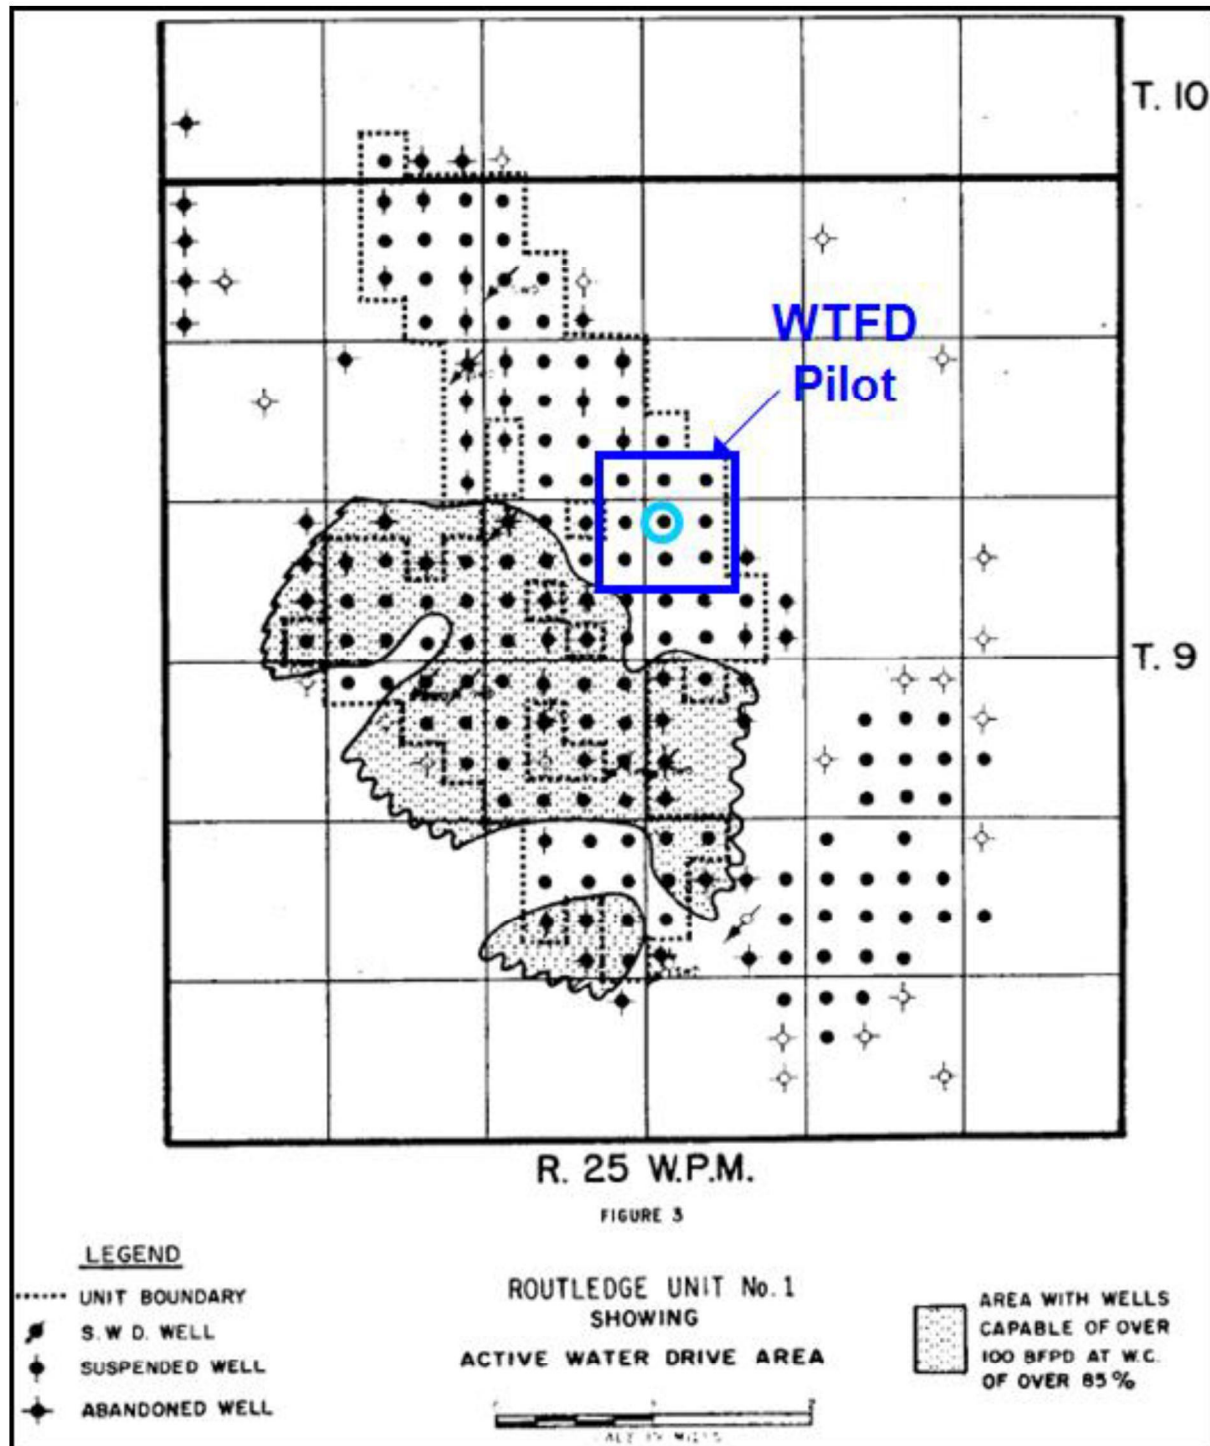 T. 10
WTFD
Pilot
T. 9
R. 25 W.P.M.
FIGURE 3
LEGEND
UNIT BOUNDARY
S.W D. WELL
SUSPENDED WELL
ABANDONED WELL
ROUTLEDGE UNIT No. 1
SHOWING
ACTIVE WATER DRIVE AREA
AREA WITH WELLS
CAPABLE OF OVER
100 BFPD AT W.C.
OF OVER 85%